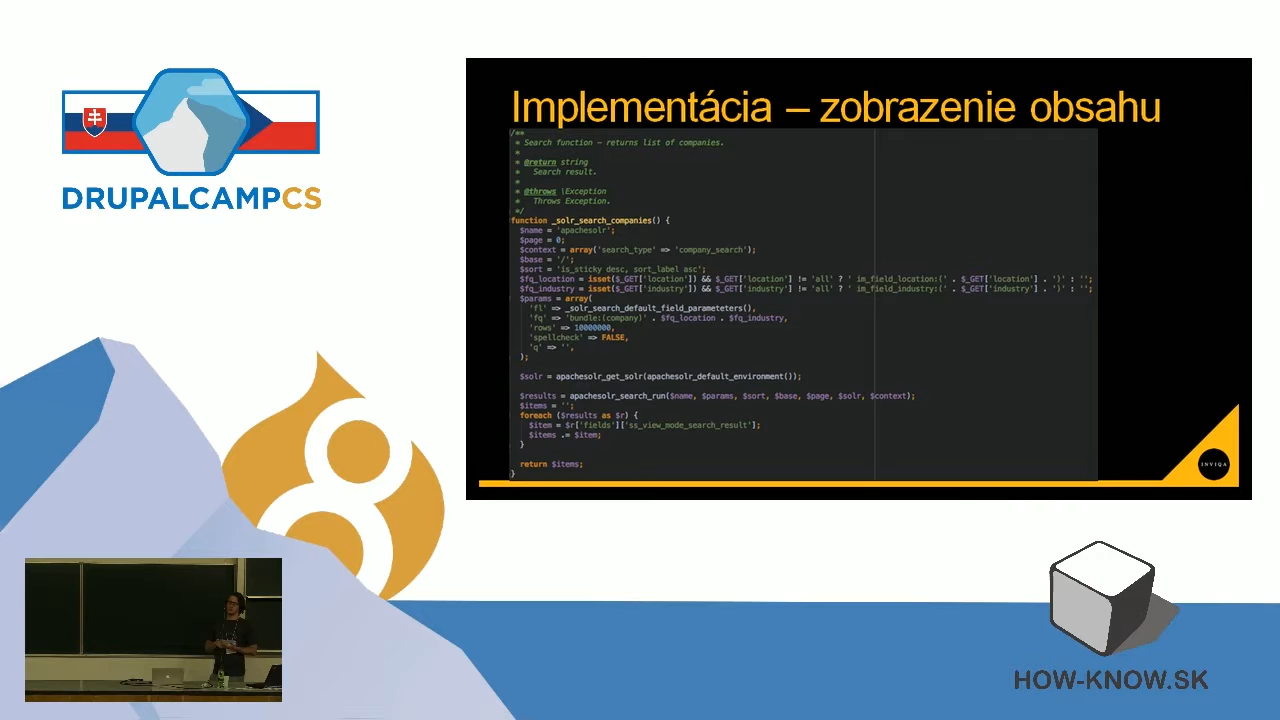 DRUPALCAMPCS
Implementácia – zobrazenie obsahu
/**
 * Search function – returns list of companies.
 *
 * @return string
 *   Search result.
 *
 * @throws \Exception
 *   Throws Exception.
 */
function _solr_search_companies() {
  $name = 'apachesolr';
  $page = 0;
  $context = array('search_type' => 'company_search');
  $base = '/';
  $sort = 'is_sticky desc, sort_label asc';
  $fq_location = isset($_GET['location']) && $_GET['location'] != 'all' ? ' im_field_location:(' . $_GET['location'] . ')' : '';
  $fq_industry = isset($_GET['industry']) && $_GET['industry'] != 'all' ? ' im_field_industry:(' . $_GET['industry'] . ')' : '';
  $params = array(
    'fl' => _solr_search_default_field_parameteters(),
    'fq' => 'bundle:(company)' . $fq_location . $fq_industry,
    'rows' => 10000000,
    'spellcheck' => FALSE,
    'q' => '',
  );
  $solr = apachesolr_get_solr(apachesolr_default_environment());
  $results = apachesolr_search_run($name, $params, $sort, $base, $page, $solr, $context);
  $items = '';
  foreach ($results as $r) {
    $item = $r['fields']['ss_view_mode_search_result'];
    $items .= $item;
  }
  return $items;
}
INVIQA
HOW-KNOW.SK